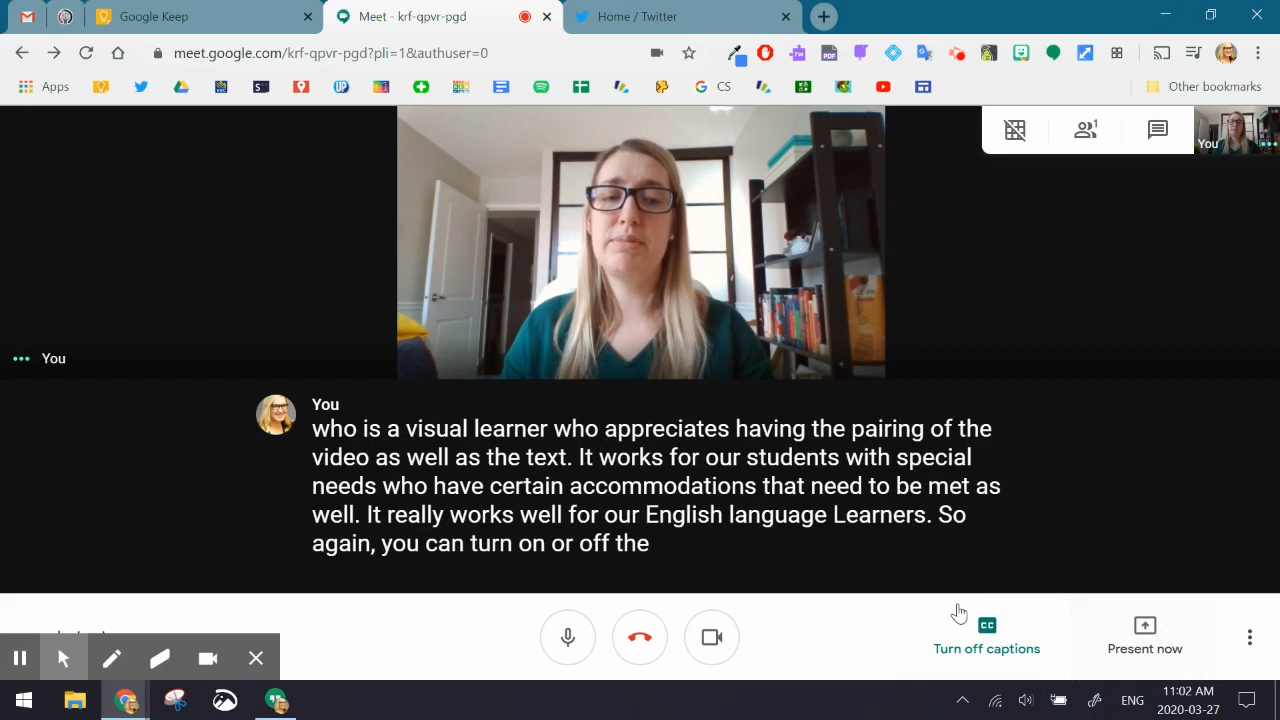 Google Keep
Meet - krf-qpvr-pgd
Home / Twitter
meet.google.com/krf-qpvr-pgd?pli=1&authuser=0
Apps
UP
G CS
Other bookmarks
1
You
You
You
who is a visual learner who appreciates having the pairing of the
video as well as the text. It works for our students with special
needs who have certain accommodations that need to be met as
well. It really works well for our English language Learners. So
again, you can turn on or off the
CC
Turn off captions
Present now
ENG
11:02 AM
2020-03-27